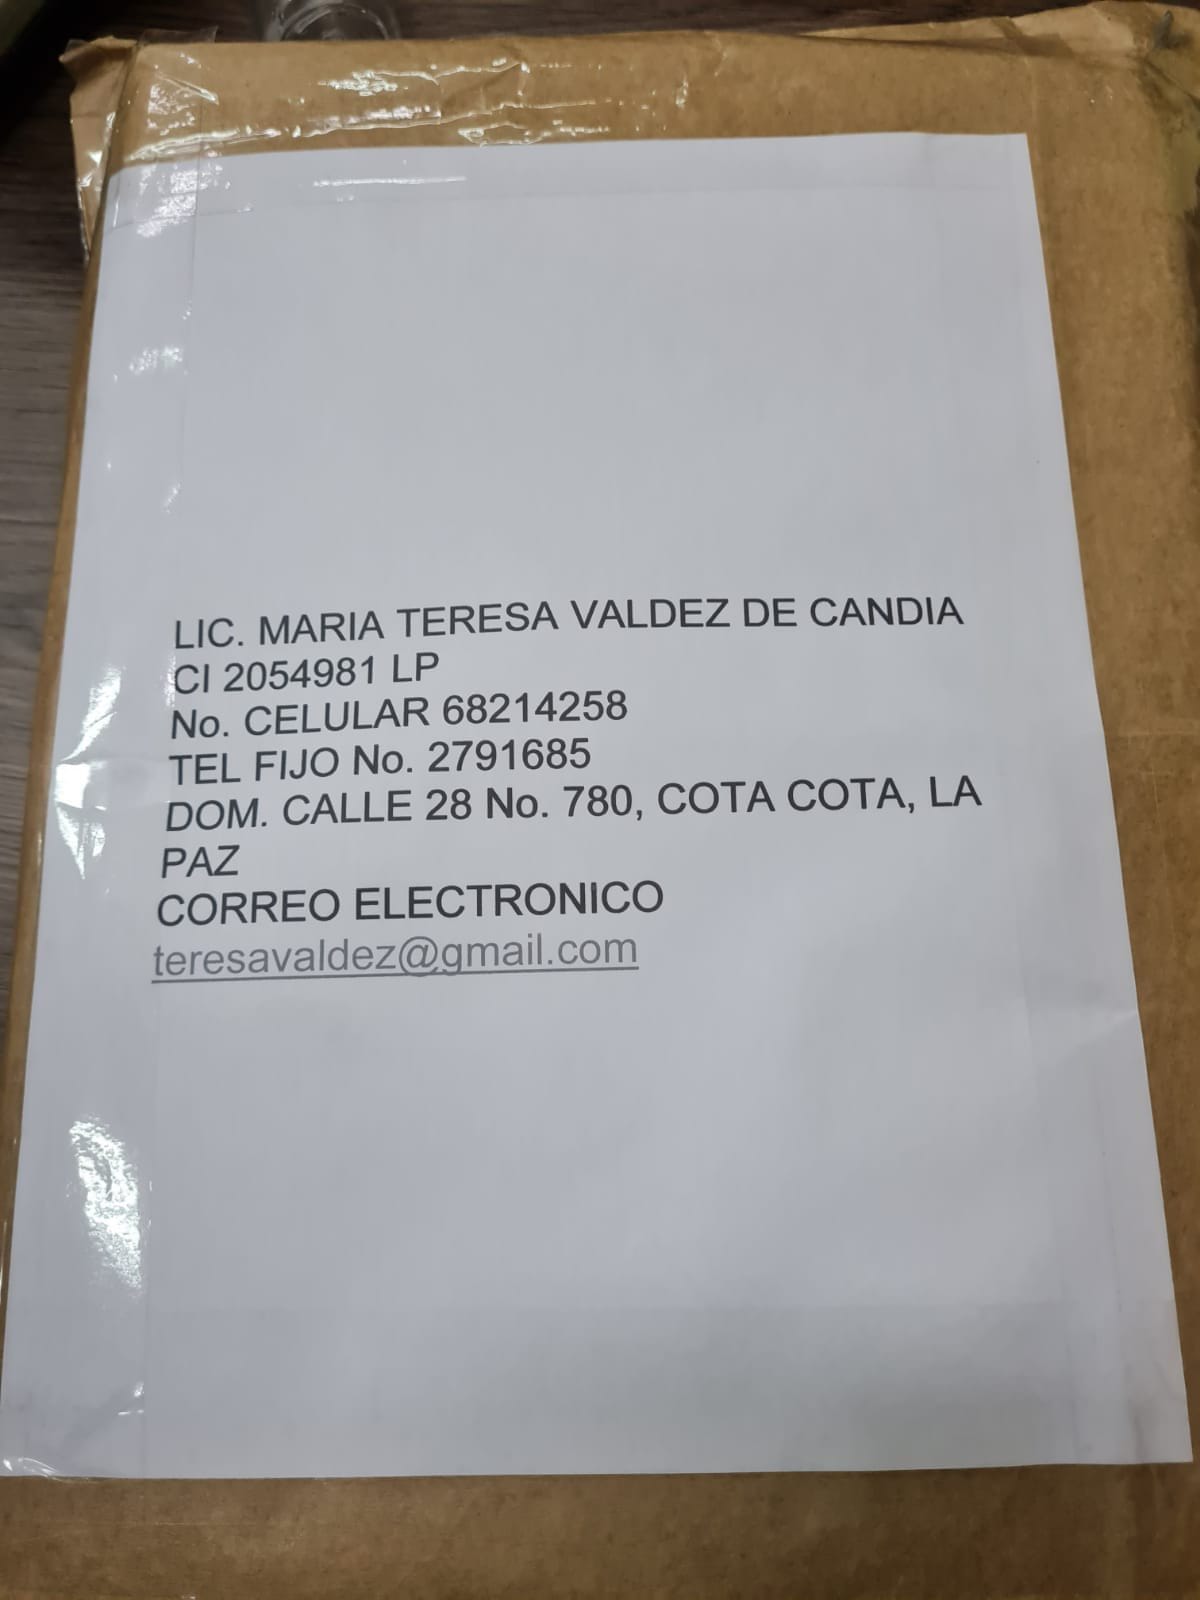 LIC. MARIA TERESA VALDEZ DE CANDIA
CI 2054981 LP
No. CELULAR 68214258
TEL FIJO No. 2791685
DOM. CALLE 28 No. 780, COTA COTA, LA
PAZ
CORREO ELECTRONICO
teresavaldez@gmail.com